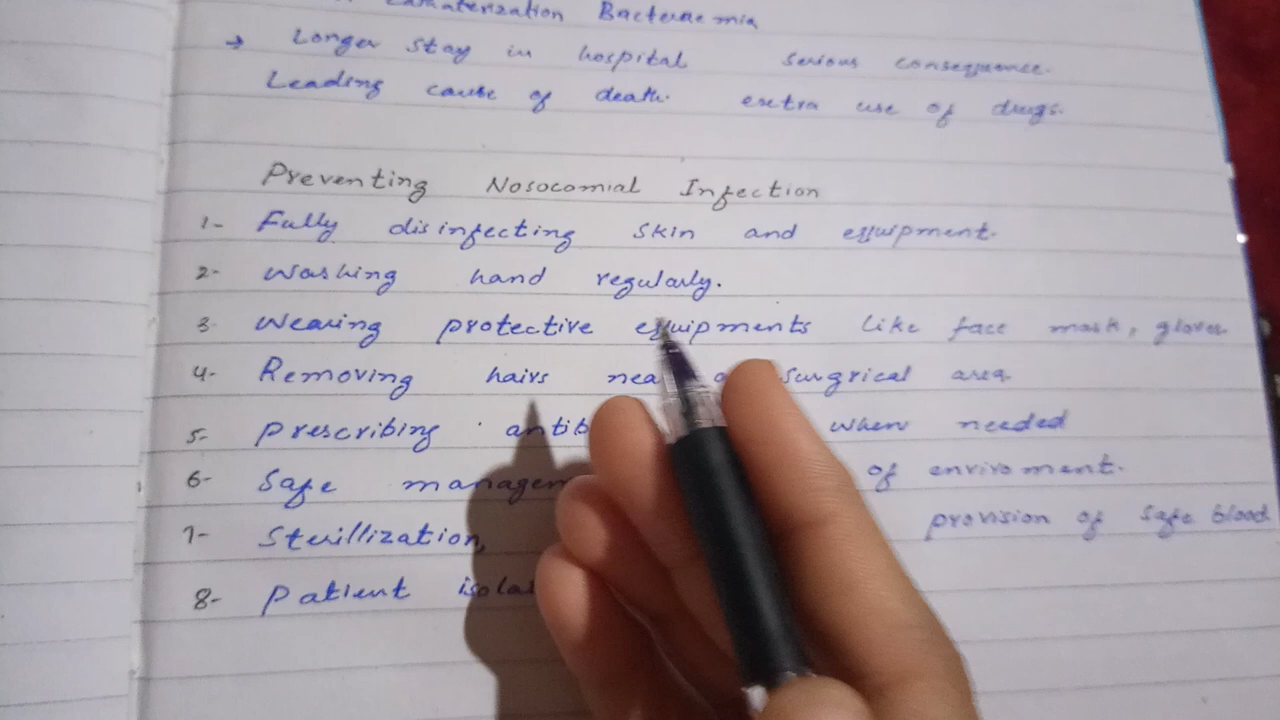 Bacteraemia
→ Longer stay in hospital serious consequence.
Leading cause of death. extra use of drugs.
Preventing Nosocomial Infection
1- Fully disinfecting skin and equipment.
2- Washing hand regularly.
3- Wearing protective equipments like face mask, gloves
4- Removing hairs surgrical area
5- Prescribing when needed
6- Safe of enviroment.
7- Sterillization, provision of safe blood
8- Patient